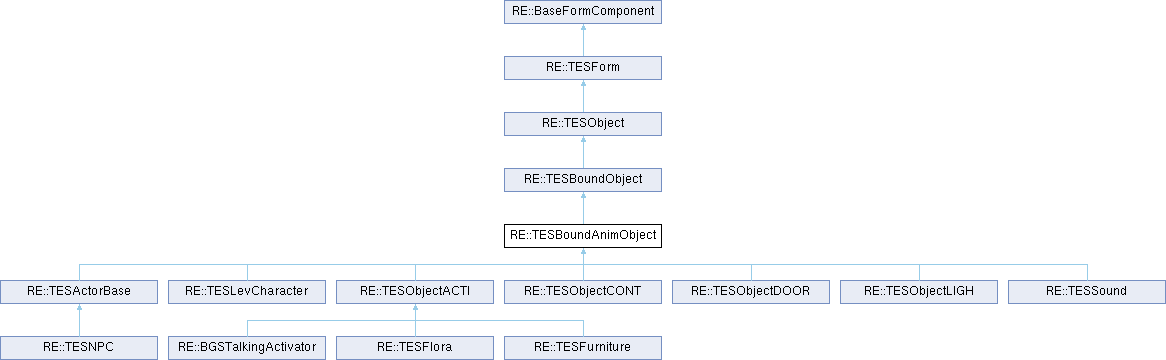 RE::BaseFormComponent
RE::TESForm
RE::TESObject
RE::TESBoundObject
RE::TESBoundAnimObject
RE::TESActorBase
RE::TESLevCharacter
RE::TESObjectACTI
RE::TESObjectCONT
RE::TESObjectDOOR
RE::TESObjectLIGH
RE::TESSound
RE::TESNPC
RE::BGSTalkingActivator
RE::TESFlora
RE::TESFurniture